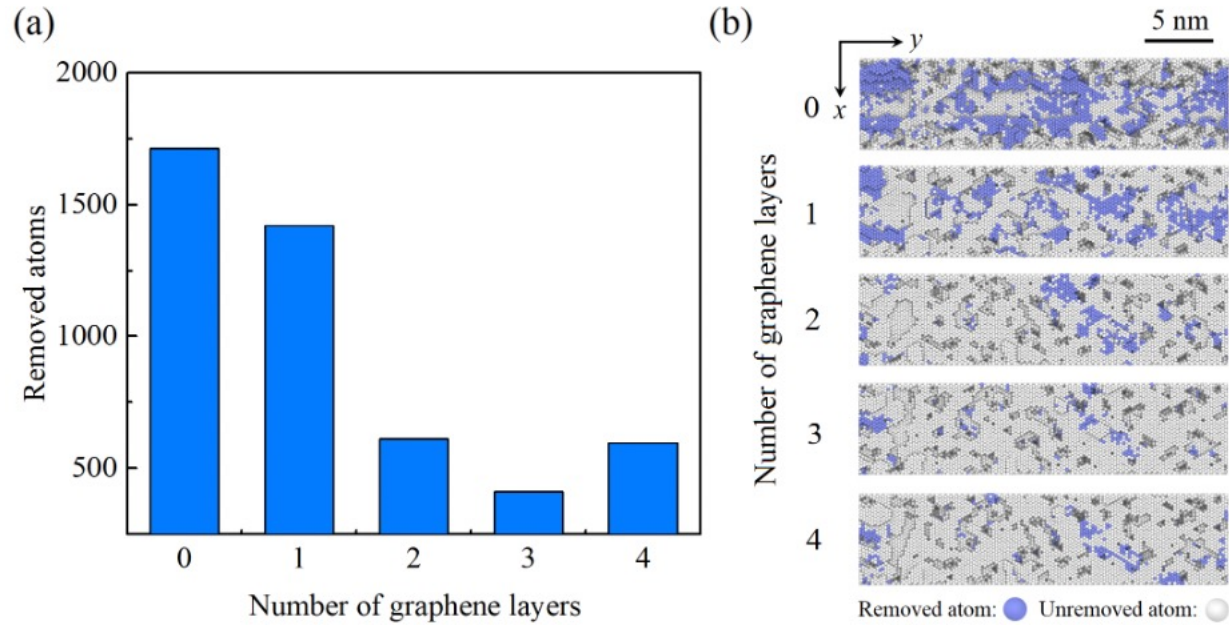 (a)
2000
1500
1000
500
Removed atoms
0 1 2 3 4
Number of graphene layers
(b)
5 nm
y
x
0
1
2
3
4
Number of graphene layers
Removed atom: Unremoved atom: